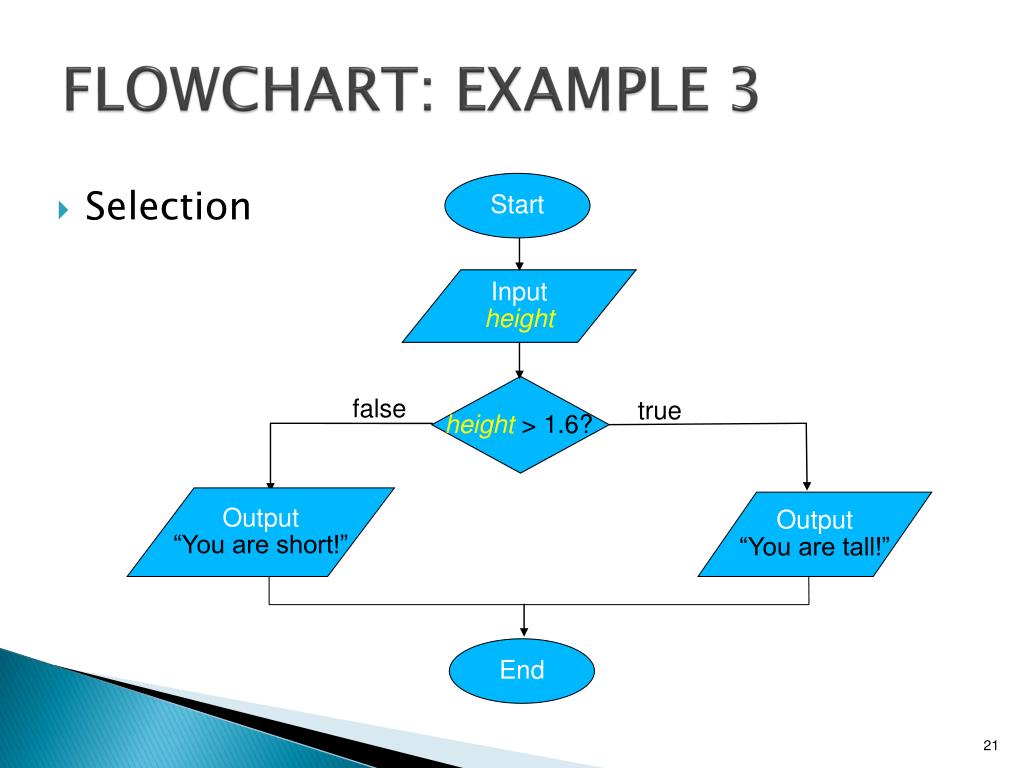 FLOWCHART: EXAMPLE 3
Selection
Start
Input
height
false
height > 1.6?
true
Output
“You are short!”
Output
“You are tall!”
End
21